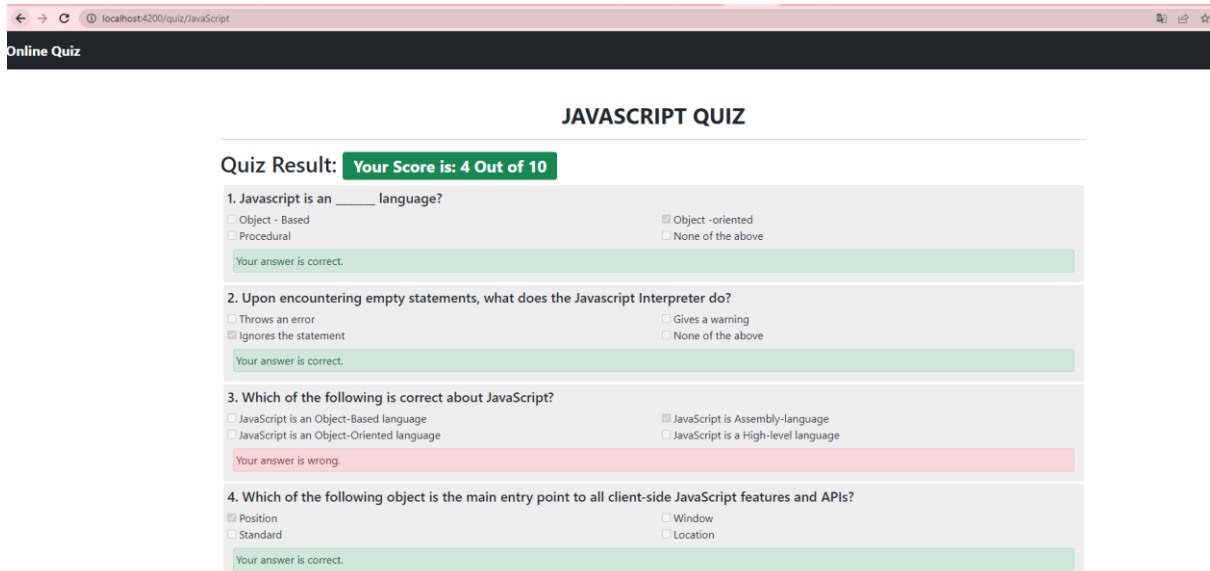 localhost:4200/quiz/JavaScript
Online Quiz
JAVASCRIPT QUIZ
Quiz Result: Your Score is: 4 Out of 10
1. Javascript is an _______ language?
Object - Based
Object -oriented
Procedural
None of the above
Your answer is correct.
2. Upon encountering empty statements, what does the Javascript Interpreter do?
Throws an error
Gives a warning
Ignores the statement
None of the above
Your answer is correct.
3. Which of the following is correct about JavaScript?
JavaScript is an Object-Based language
JavaScript is Assembly-language
JavaScript is an Object-Oriented language
JavaScript is a High-level language
Your answer is wrong.
4. Which of the following object is the main entry point to all client-side JavaScript features and APIs?
Position
Window
Standard
Location
Your answer is correct.